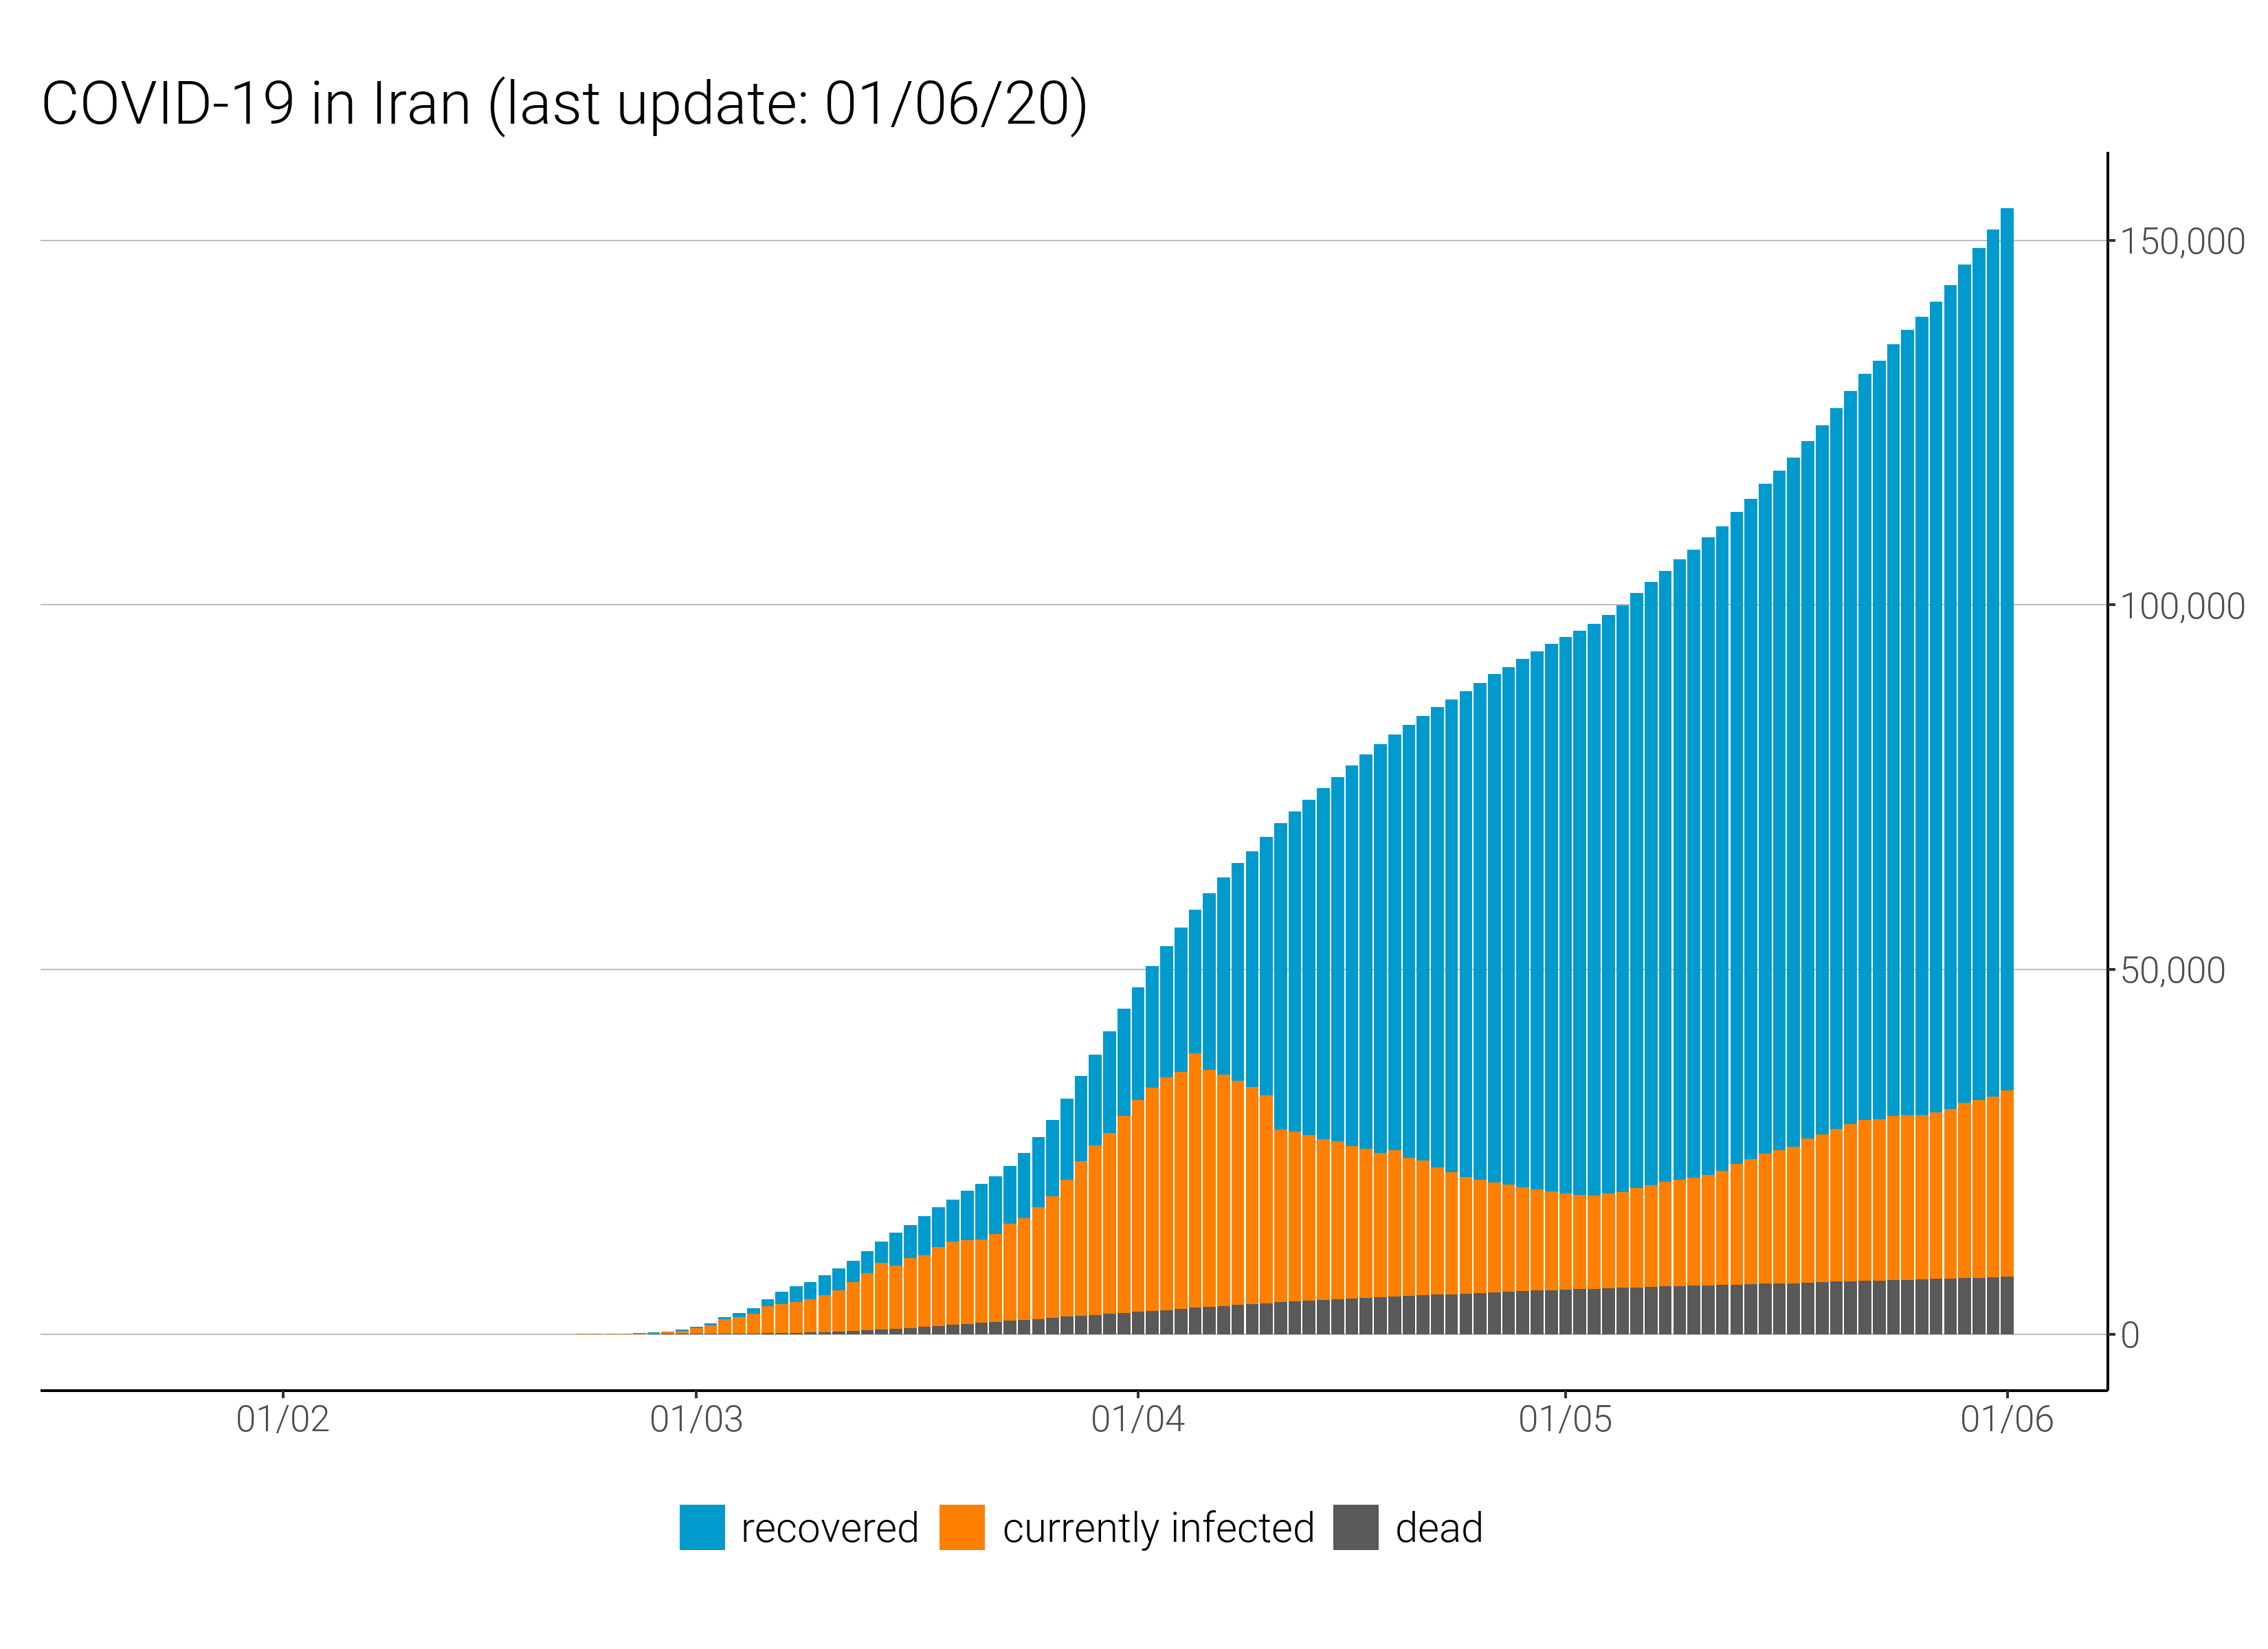 COVID-19 in Iran (last update: 01/06/20)
150,000
100,000
50,000
0
01/02 01/03 01/04 01/05 01/06
recovered currently infected dead